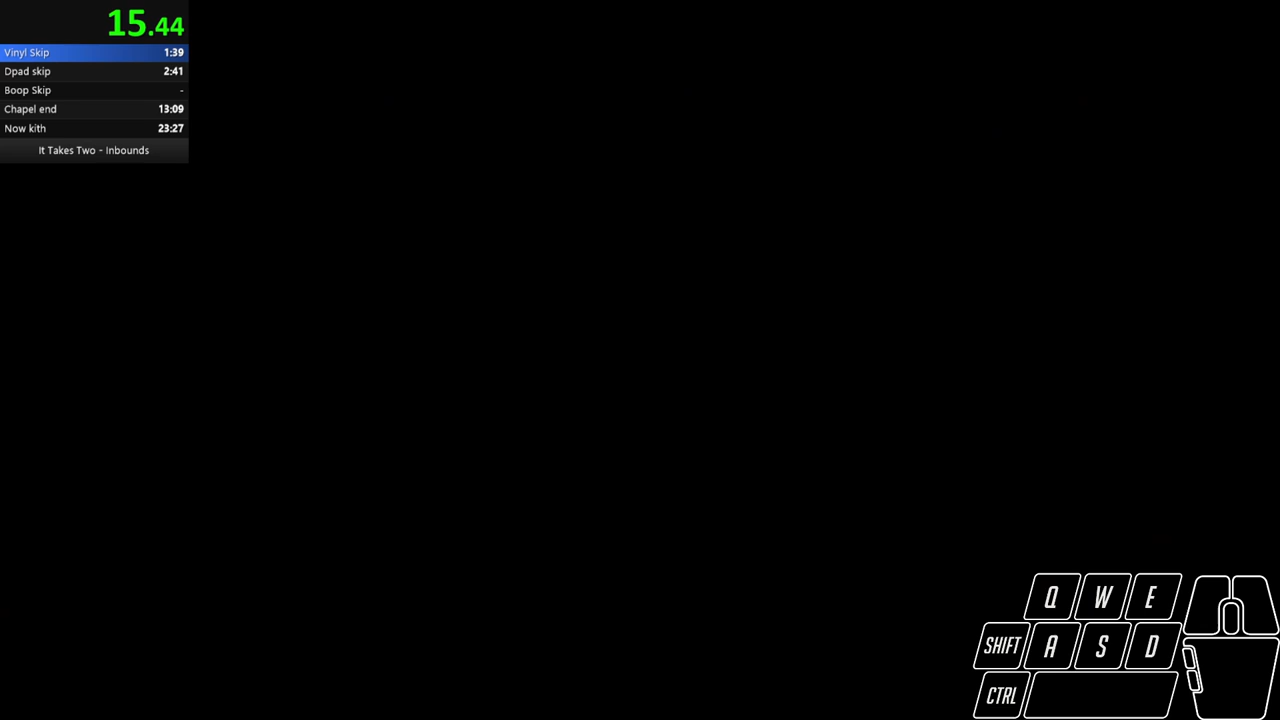 15.44
Vinyl Skip 1:39
Dpad skip 2:41
Boop Skip -
Chapel end 13:09
Now kith 23:27
It Takes Two - Inbounds
Q W E
SHIFT A S D
CTRL